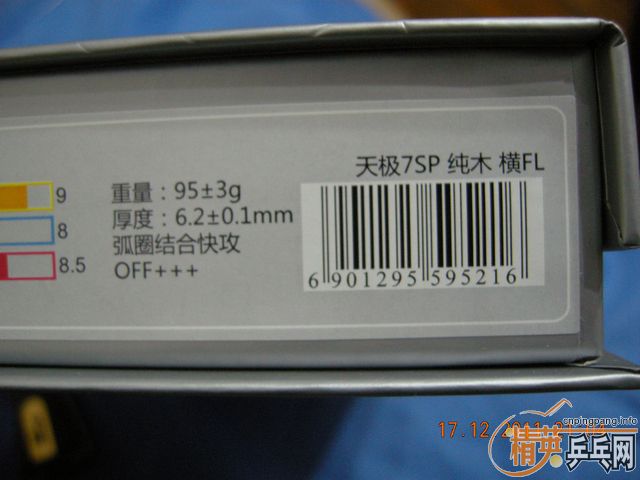 天极7SP 纯木 横FL
9
重量：95±3g
8
厚度：6.2±0.1mm
弧圈结合快攻
8.5
OFF+++
6 901295 595216
cnpingpang.info
17.12
精英乒乓网